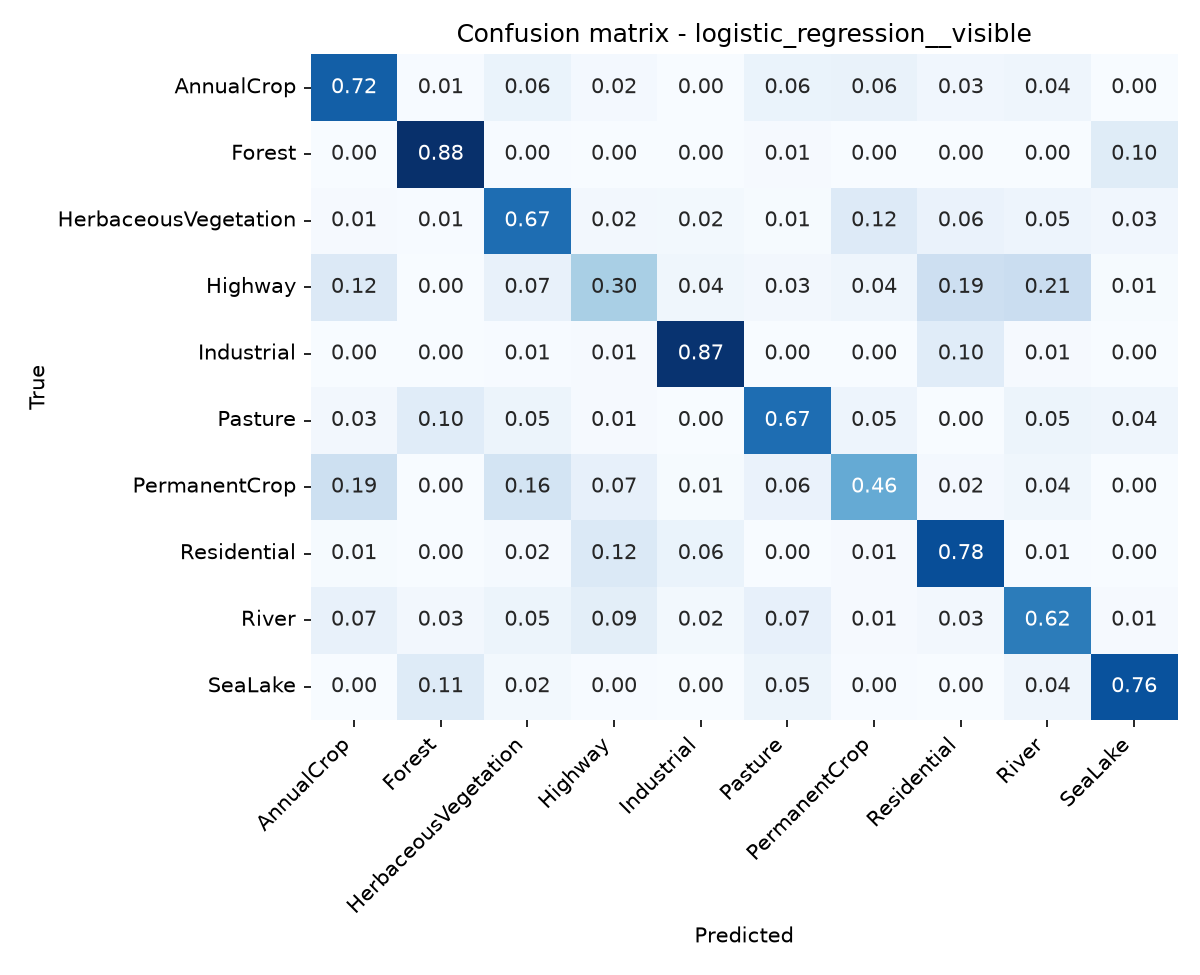 Confusion matrix - logistic_regression__visible
True
AnnualCrop 0.72 0.01 0.06 0.02 0.00 0.06 0.06 0.03 0.04 0.00
Forest 0.00 0.88 0.00 0.00 0.00 0.01 0.00 0.00 0.00 0.10
HerbaceousVegetation 0.01 0.01 0.67 0.02 0.02 0.01 0.12 0.06 0.05 0.03
Highway 0.12 0.00 0.07 0.30 0.04 0.03 0.04 0.19 0.21 0.01
Industrial 0.00 0.00 0.01 0.01 0.87 0.00 0.00 0.10 0.01 0.00
Pasture 0.03 0.10 0.05 0.01 0.00 0.67 0.05 0.00 0.05 0.04
PermanentCrop 0.19 0.00 0.16 0.07 0.01 0.06 0.46 0.02 0.04 0.00
Residential 0.01 0.00 0.02 0.12 0.06 0.00 0.01 0.78 0.01 0.00
River 0.07 0.03 0.05 0.09 0.02 0.07 0.01 0.03 0.62 0.01
SeaLake 0.00 0.11 0.02 0.00 0.00 0.05 0.00 0.00 0.04 0.76
AnnualCrop Forest HerbaceousVegetation Highway Industrial Pasture PermanentCrop Residential River SeaLake
Predicted